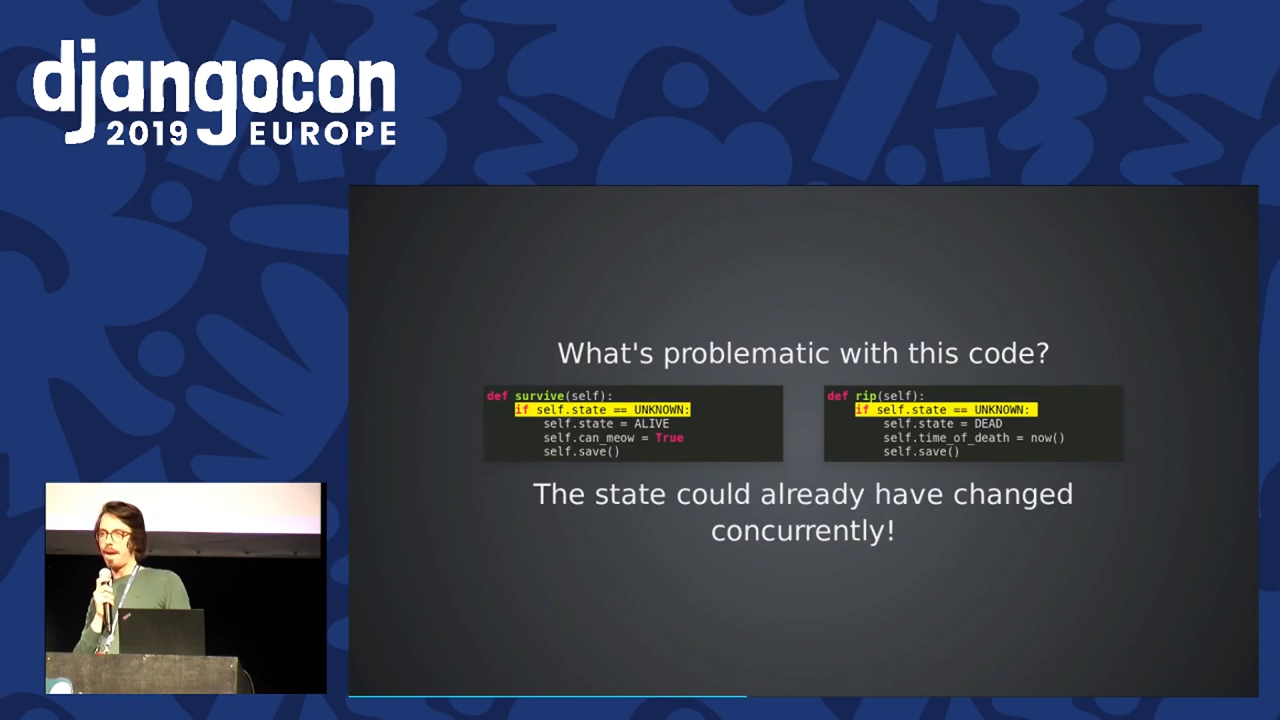 djangocon
2019 EUROPE
What's problematic with this code?
def survive(self):
if self.state == UNKNOWN:
self.state = ALIVE
self.can_meow = True
self.save()
def rip(self):
if self.state == UNKNOWN:
self.state = DEAD
self.time_of_death = now()
self.save()
The state could already have changed
concurrently!